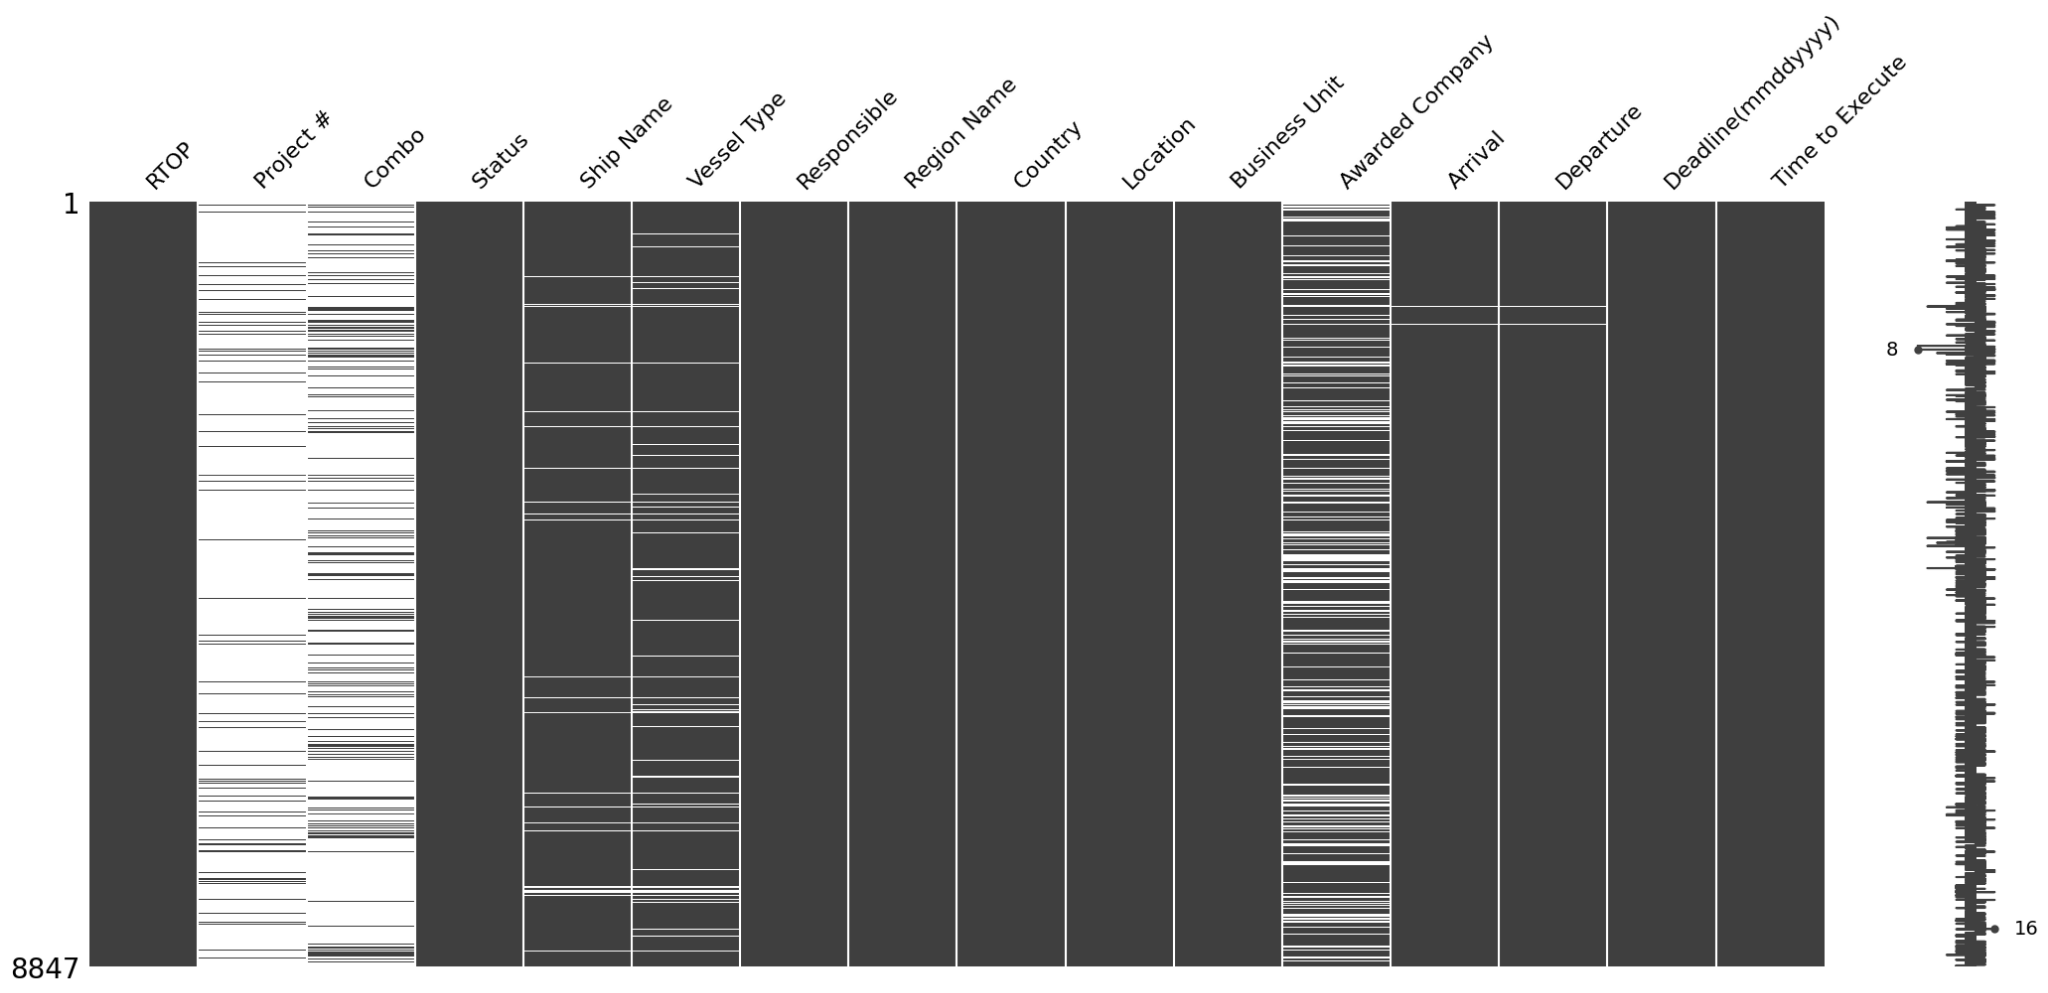 RTOP
Project #
Combo
Status
Ship Name
Vessel Type
Responsible
Region Name
Country
Location
Business Unit
Awarded Company
Arrival
Departure
Deadline(mmddyyyy)
Time to Execute
1
8
16
8847